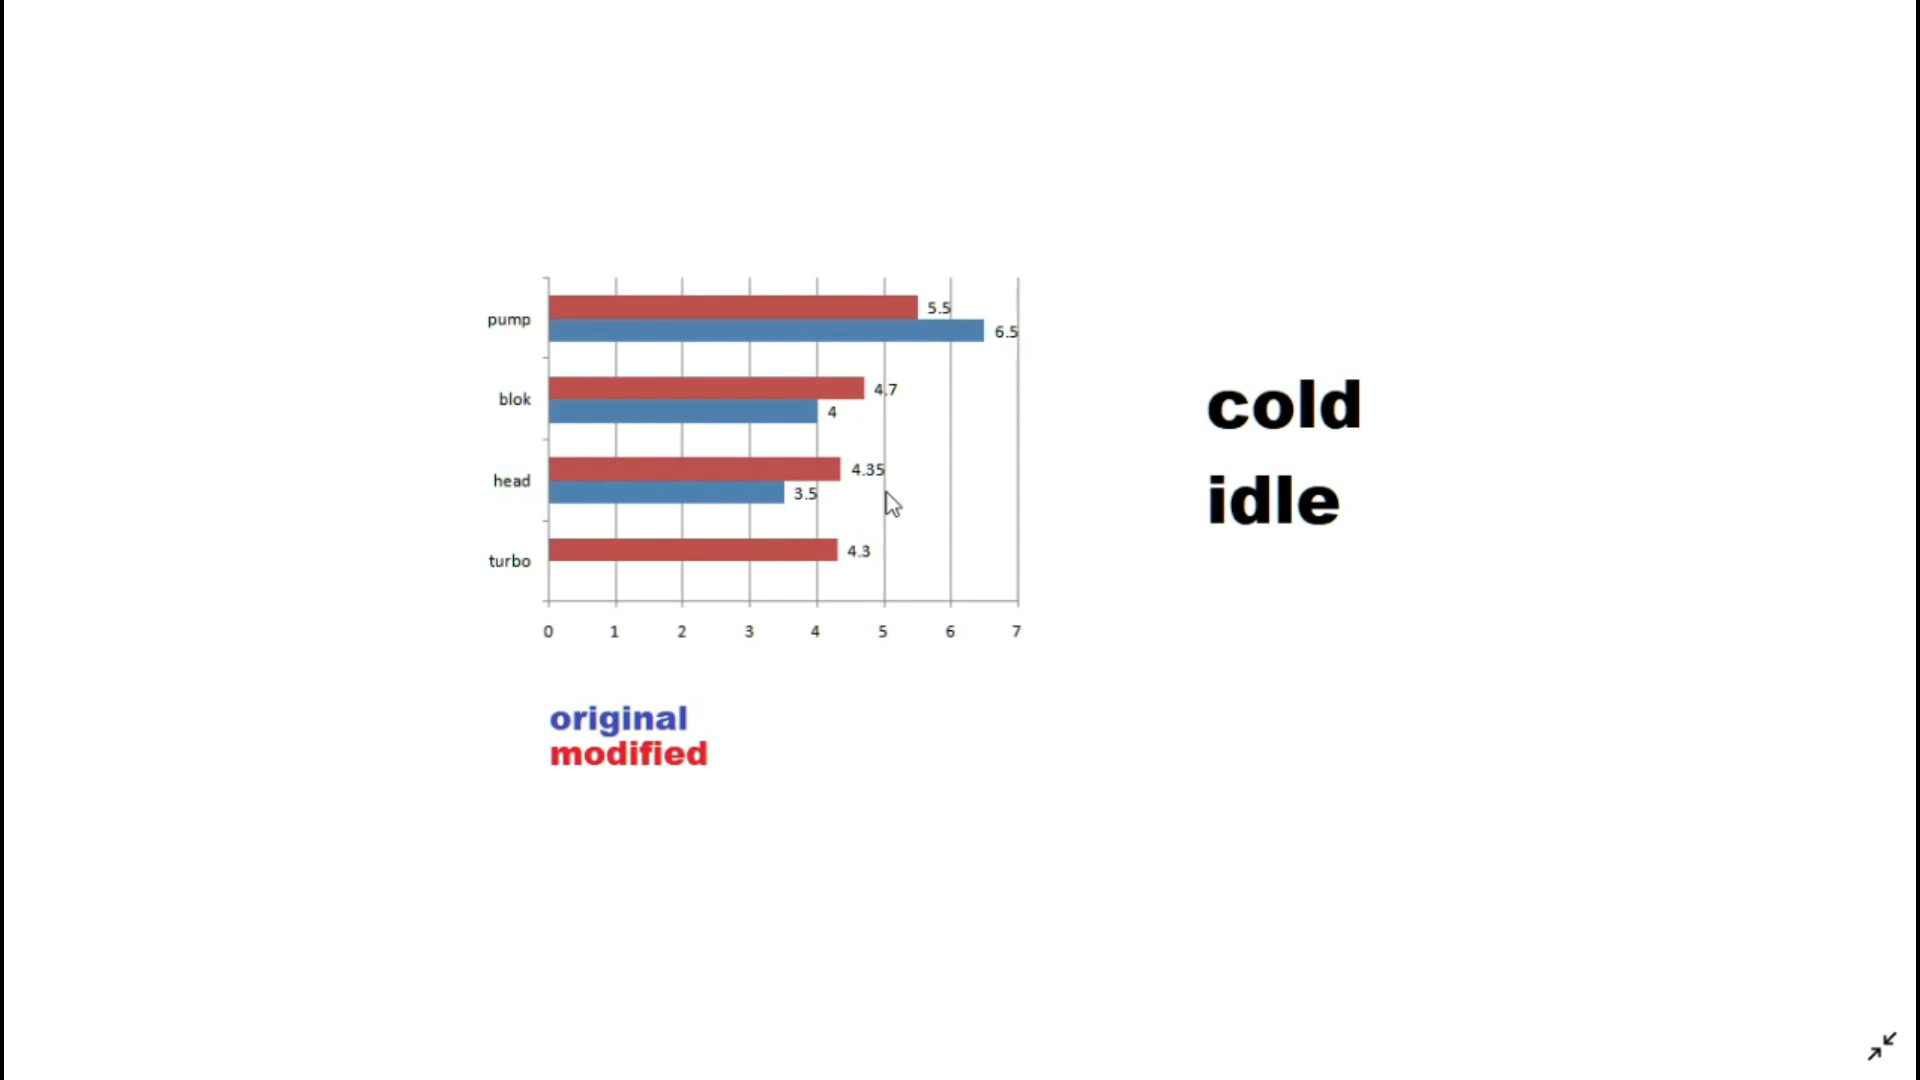 pump
5.5
6.5
blok
4.7
4
head
4.35
3.5
turbo
4.3
0 1 2 3 4 5 6 7
original
modified
cold
idle